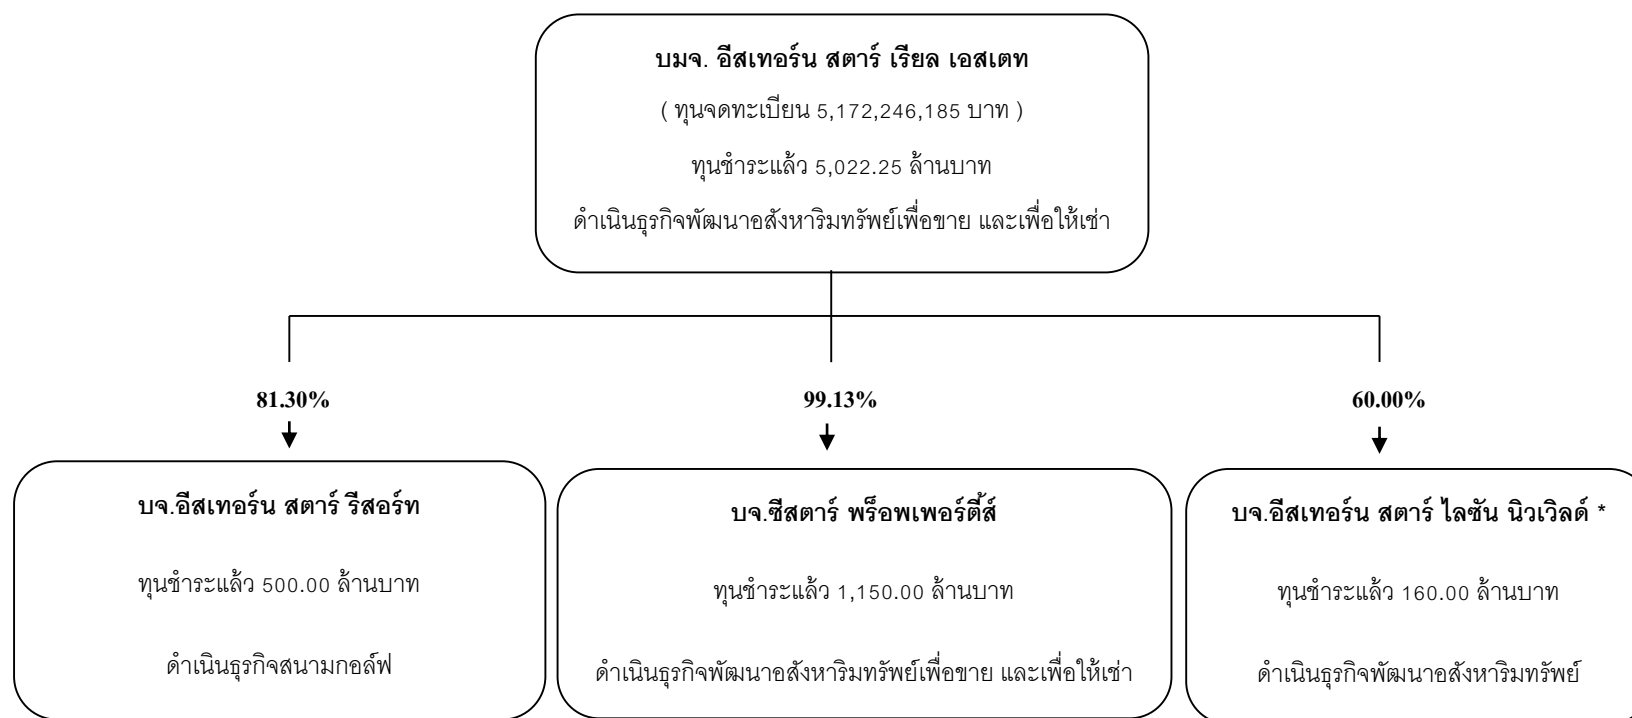 บมจ. อีสเทอร์น สตาร์ เรียล เอสเตท
( ทุนจดทะเบียน 5,172,246,185 บาท )
ทุนชำระแล้ว 5,022.25 ล้านบาท
ดำเนินธุรกิจพัฒนาอสังหาริมทรัพย์เพื่อขาย และเพื่อให้เช่า
81.30%
99.13%
60.00%
บจ.อีสเทอร์น สตาร์ รีสอร์ท
ทุนชำระแล้ว 500.00 ล้านบาท
ดำเนินธุรกิจสนามกอล์ฟ
บจ.ซีสตาร์ พร็อพเพอร์ตี้ส์
ทุนชำระแล้ว 1,150.00 ล้านบาท
ดำเนินธุรกิจพัฒนาอสังหาริมทรัพย์เพื่อขาย และเพื่อให้เช่า
บจ.อีสเทอร์น สตาร์ ไลซัน นิวเวิลด์ *
ทุนชำระแล้ว 160.00 ล้านบาท
ดำเนินธุรกิจพัฒนาอสังหาริมทรัพย์